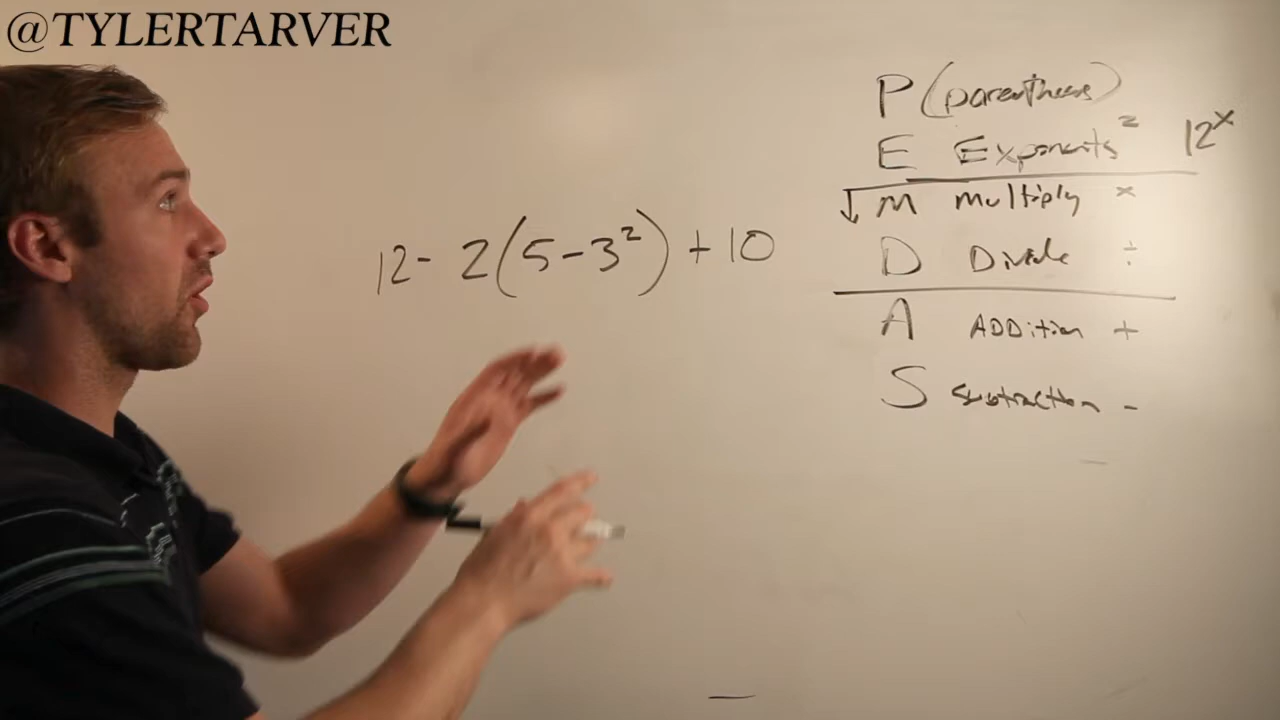 @TYLERTARVER
P (parentheses)
E Exponents² 12ˣ
↓ M multiply ×
D Divide ÷
A ADDition +
S Subtraction -
12 - 2(5-3²) + 10